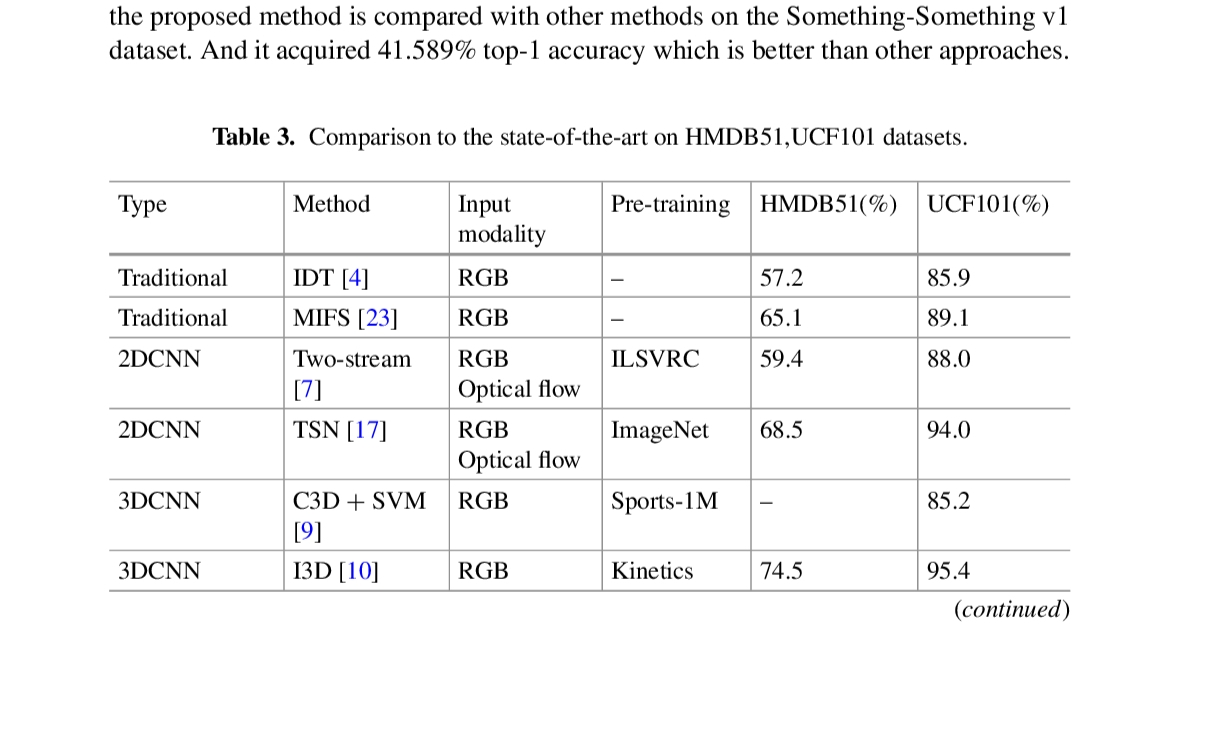 the proposed method is compared with other methods on the Something-Something v1
dataset. And it acquired 41.589% top-1 accuracy which is better than other approaches.
Table 3. Comparison to the state-of-the-art on HMDB51,UCF101 datasets.
Type Method Input modality Pre-training HMDB51(%) UCF101(%)
Traditional IDT [4] RGB – 57.2 85.9
Traditional MIFS [23] RGB – 65.1 89.1
2DCNN Two-stream [7] RGB Optical flow ILSVRC 59.4 88.0
2DCNN TSN [17] RGB Optical flow ImageNet 68.5 94.0
3DCNN C3D + SVM [9] RGB Sports-1M – 85.2
3DCNN I3D [10] RGB Kinetics 74.5 95.4
(continued)